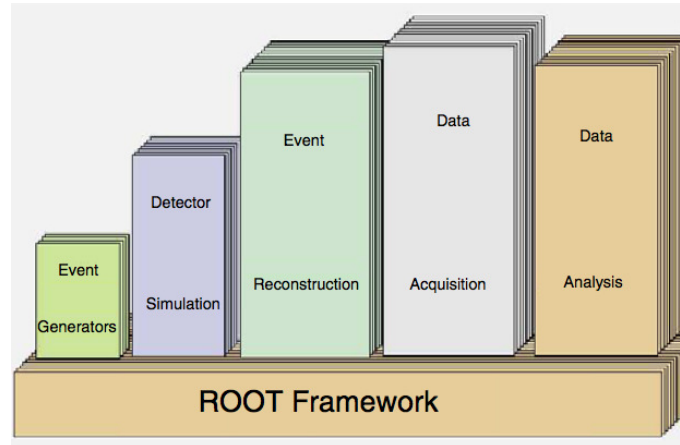 Event
Generators
Detector
Simulation
Event
Reconstruction
Data
Acquisition
Data
Analysis
ROOT Framework